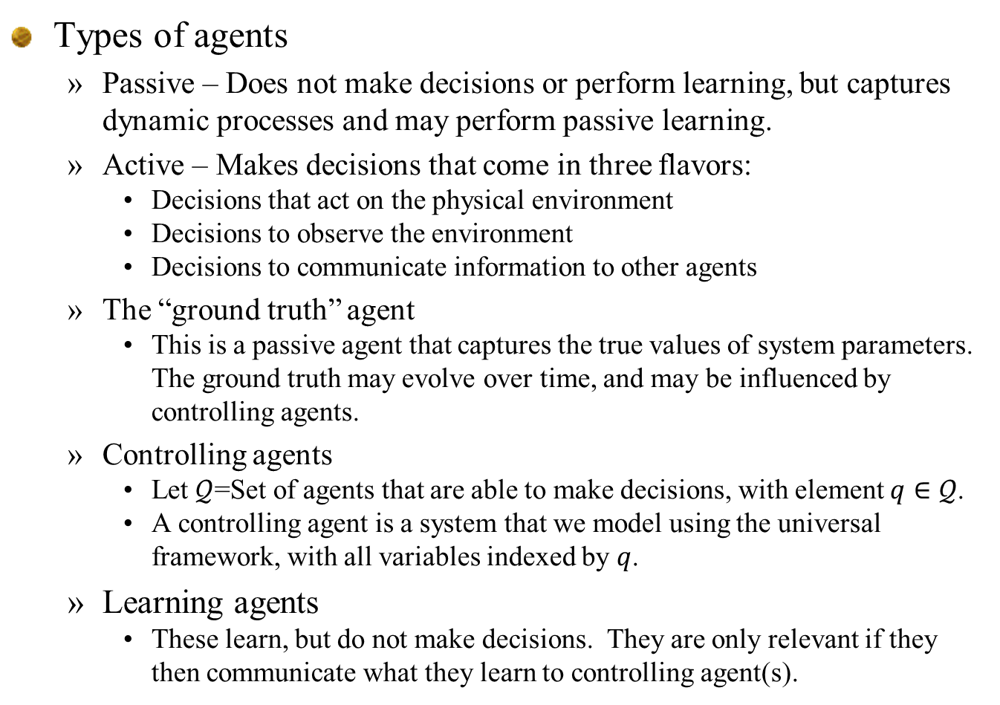 Types of agents
» Passive – Does not make decisions or perform learning, but captures
dynamic processes and may perform passive learning.
» Active – Makes decisions that come in three flavors:
• Decisions that act on the physical environment
• Decisions to observe the environment
• Decisions to communicate information to other agents
» The “ground truth” agent
• This is a passive agent that captures the true values of system parameters.
The ground truth may evolve over time, and may be influenced by
controlling agents.
» Controlling agents
• Let 𝒬=Set of agents that are able to make decisions, with element q ∈ 𝒬.
• A controlling agent is a system that we model using the universal
framework, with all variables indexed by q.
» Learning agents
• These learn, but do not make decisions.  They are only relevant if they
then communicate what they learn to controlling agent(s).